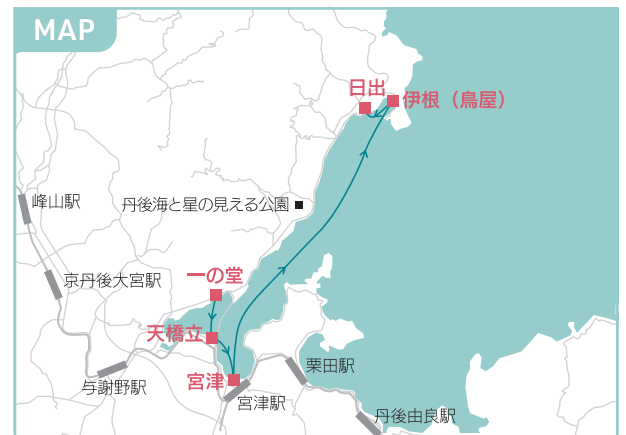 MAP
日出
伊根（鳥屋）
峰山駅
丹後海と星の見える公園
京丹後大宮駅
一の堂
天橋立
与謝野駅
宮津
宮津駅
栗田駅
丹後由良駅